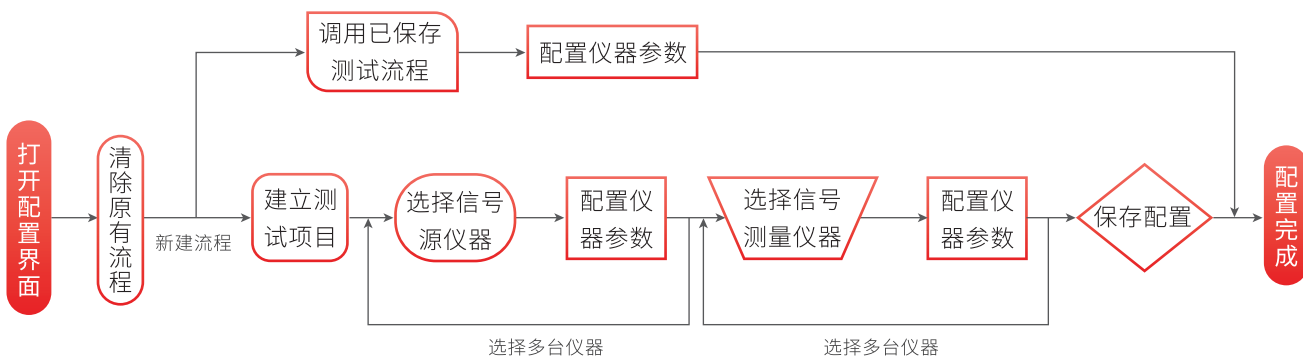 调用已保存
测试流程
配置仪器参数
打开配置界面
清除原有流程
新建流程
建立测
试项目
选择信号
源仪器
配置仪
器参数
选择信号
测量仪器
配置仪
器参数
保存配置
配置完成
选择多台仪器
选择多台仪器